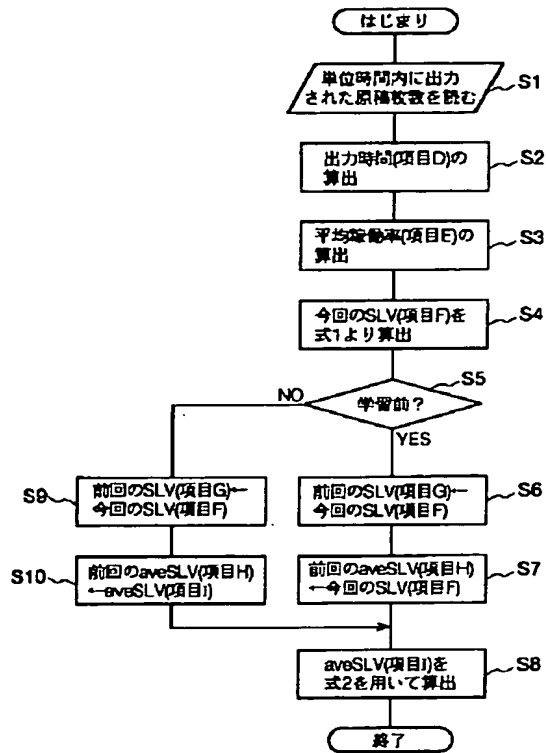 はじまり
単位時間内に出力
された原稿枚数を読む
S1
出力時間(項目D)の
算出
S2
平均稼働率(項目E)の
算出
S3
今回のSLV(項目F)を
式1より算出
S4
学習前?
S5
NO
YES
前回のSLV(項目G)←
今回のSLV(項目F)
S9
前回のaveSLV(項目H)
←aveSLV(項目I)
S10
前回のSLV(項目G)←
今回のSLV(項目F)
S6
前回のaveSLV(項目H)
←今回のSLV(項目F)
S7
aveSLV(項目I)を
式2を用いて算出
S8
終了